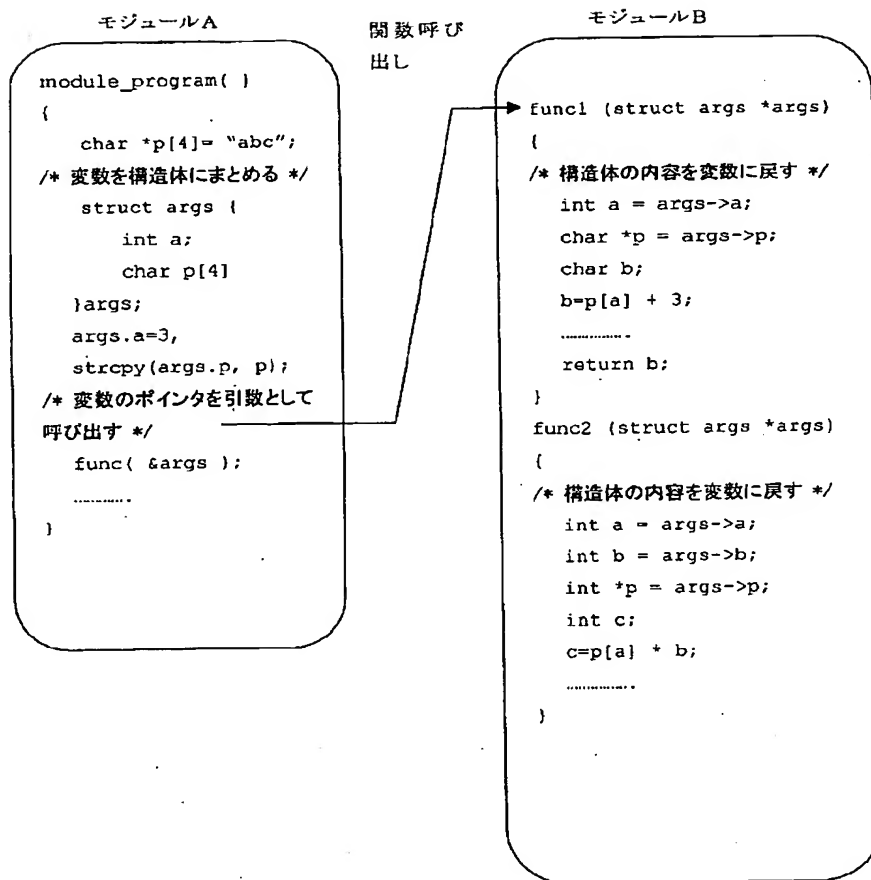 モジュールA
module_program( )
{
char *p[4]= “abc”;
/* 変数を構造体にまとめる */
struct args {
int a;
char p[4]
}args;
args.a=3,
strcpy(args.p, p);
/* 変数のポインタを引数として
呼び出す */
func( &args );
…………
}
関数呼び
出し
モジュールB
func1 (struct args *args)
{
/* 構造体の内容を変数に戻す */
int a = args->a;
char *p = args->p;
char b;
b=p[a] + 3;
……………
return b;
}
func2 (struct args *args)
{
/* 構造体の内容を変数に戻す */
int a = args->a;
int b = args->b;
int *p = args->p;
int c;
c=p[a] * b;
……………
}